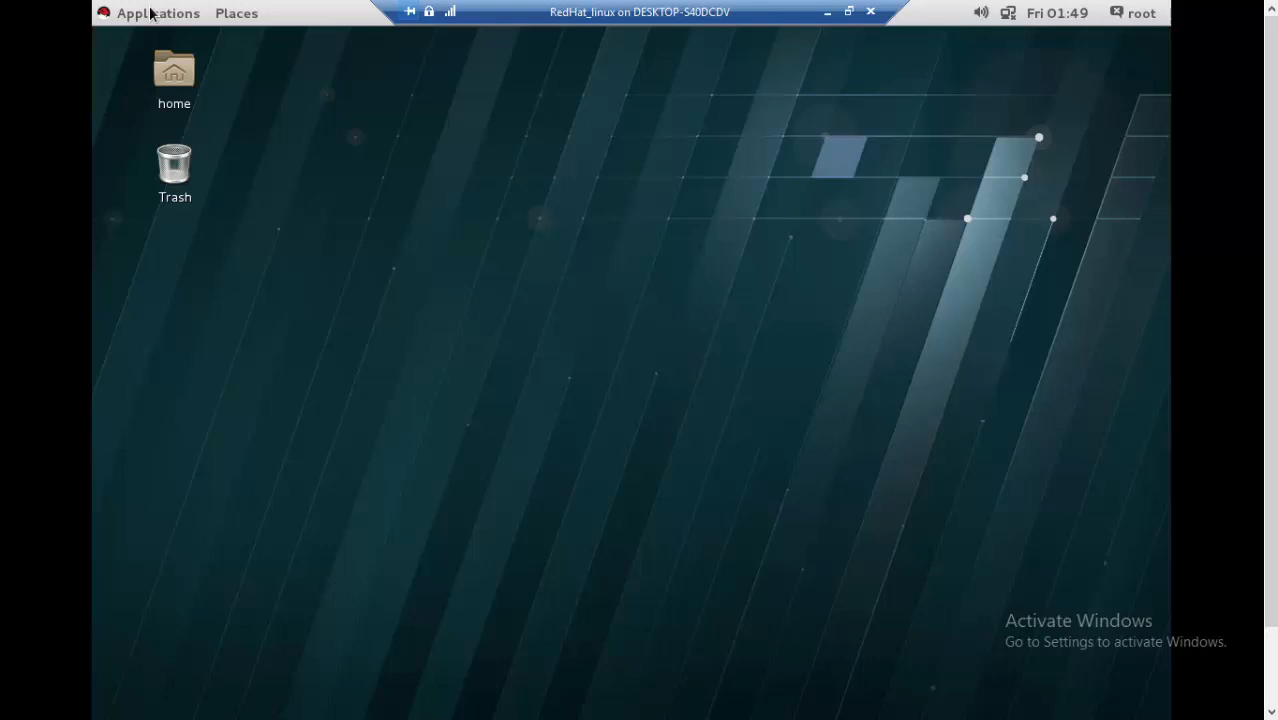 Applications Places RedHat_linux on DESKTOP-S40DCDV Fri 01:49 root
home
Trash
Activate Windows
Go to Settings to activate Windows.